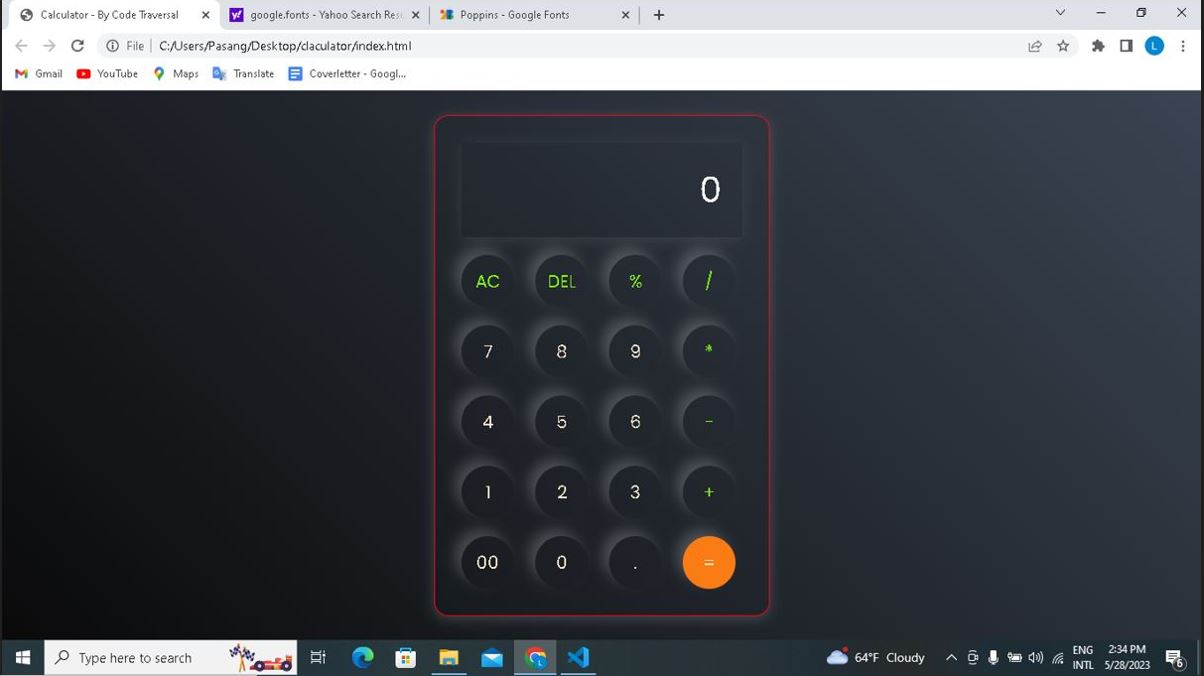 Calculator - By Code Traversal
google.fonts - Yahoo Search Res
Poppins - Google Fonts
File
C:/Users/Pasang/Desktop/claculator/index.html
L
Gmail
YouTube
Maps
Translate
Coverletter - Googl...
0
AC DEL % /
7 8 9 *
4 5 6 -
1 2 3 +
00 0 . =
Type here to search
64°F Cloudy
ENG
INTL
2:34 PM
5/28/2023
6